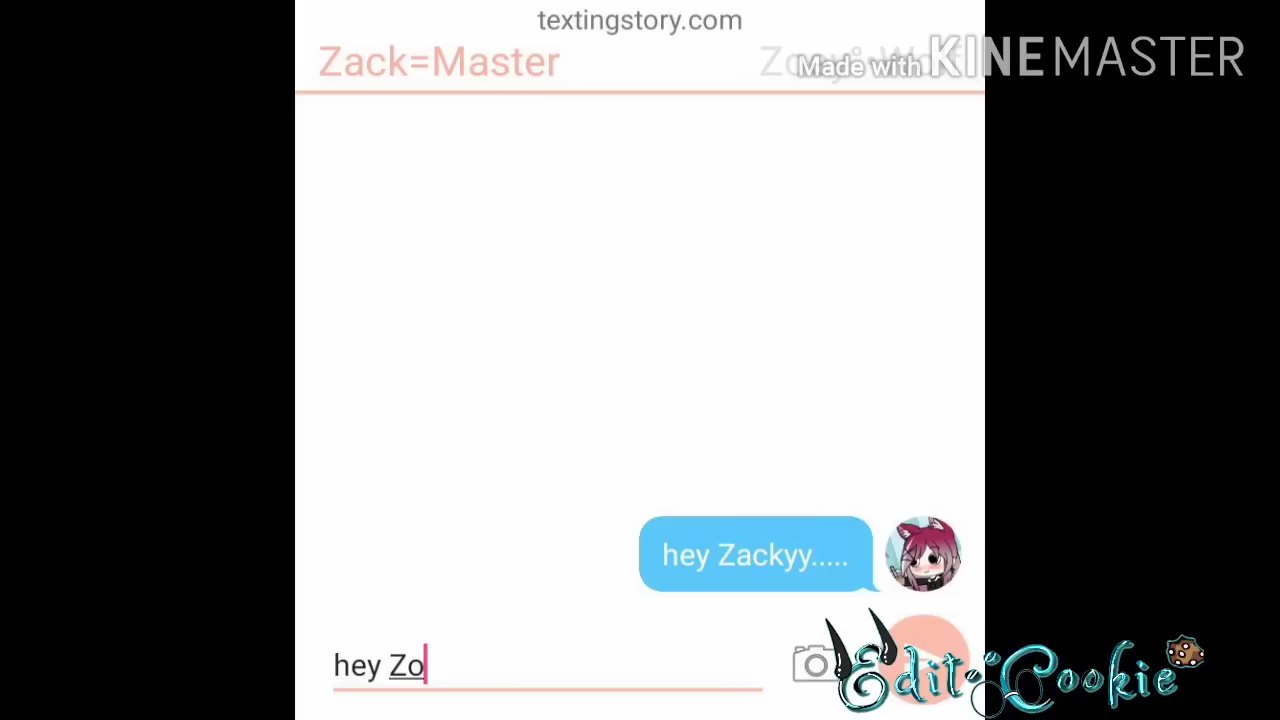 textingstory.com
Zack=Master
Made with KINEMASTER
hey Zackyy.....
hey Zo
Edit Cookie